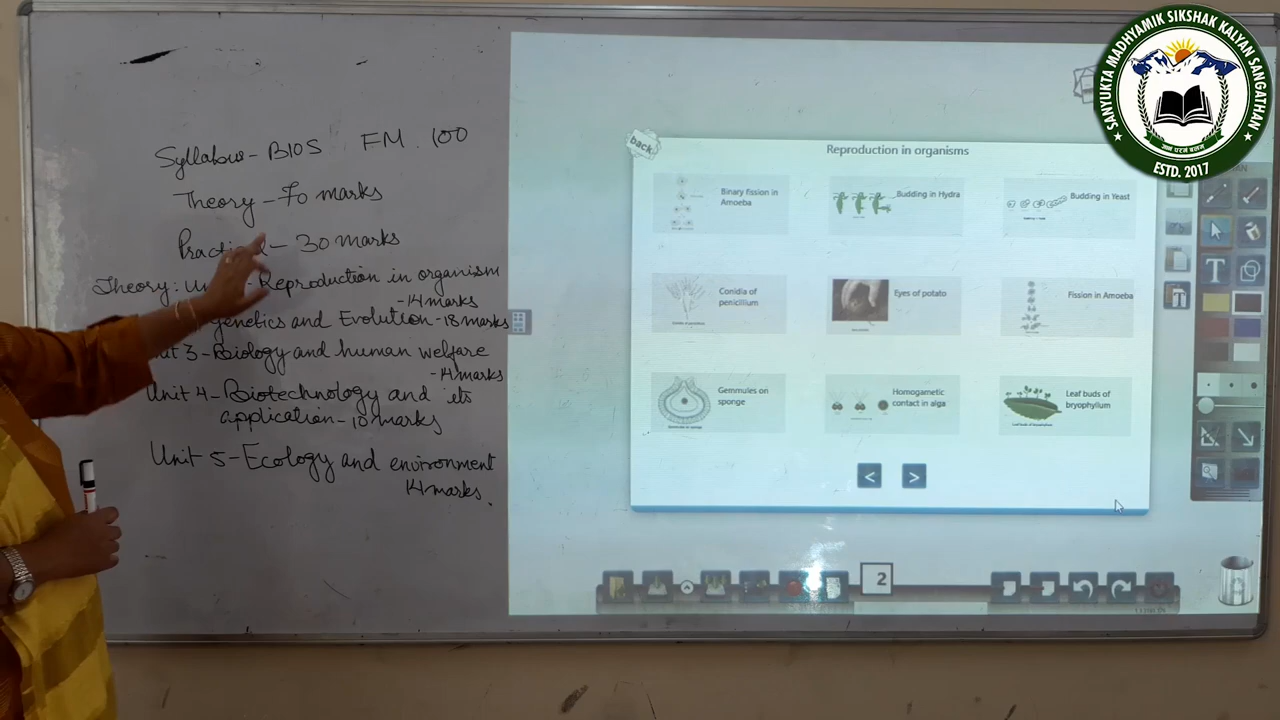 Syllabus - BIOS FM. 100
Theory - 70 marks
Practical - 30 marks
Theory: Reproduction in organism
- 14 marks
genetics and Evolution - 18 marks
3 - Biology and human welfare
- 14 marks
Unit 4 - Biotechnology and its
application - 10 marks
Unit 5 - Ecology and environment
14 marks.
back
Reproduction in organisms
Binary fission in
Amoeba
Budding in Hydra
Budding in Yeast
Conidia of
penicillium
Eyes of potato
Fission in Amoeba
Gemmules on
sponge
Homogametic
contact in alga
Leaf buds of
bryophyllum
< >
2
T
T
SANYUKTA MADHYAMIK SIKSHAK KALYAN SANGATHAN
ESTD. 2017